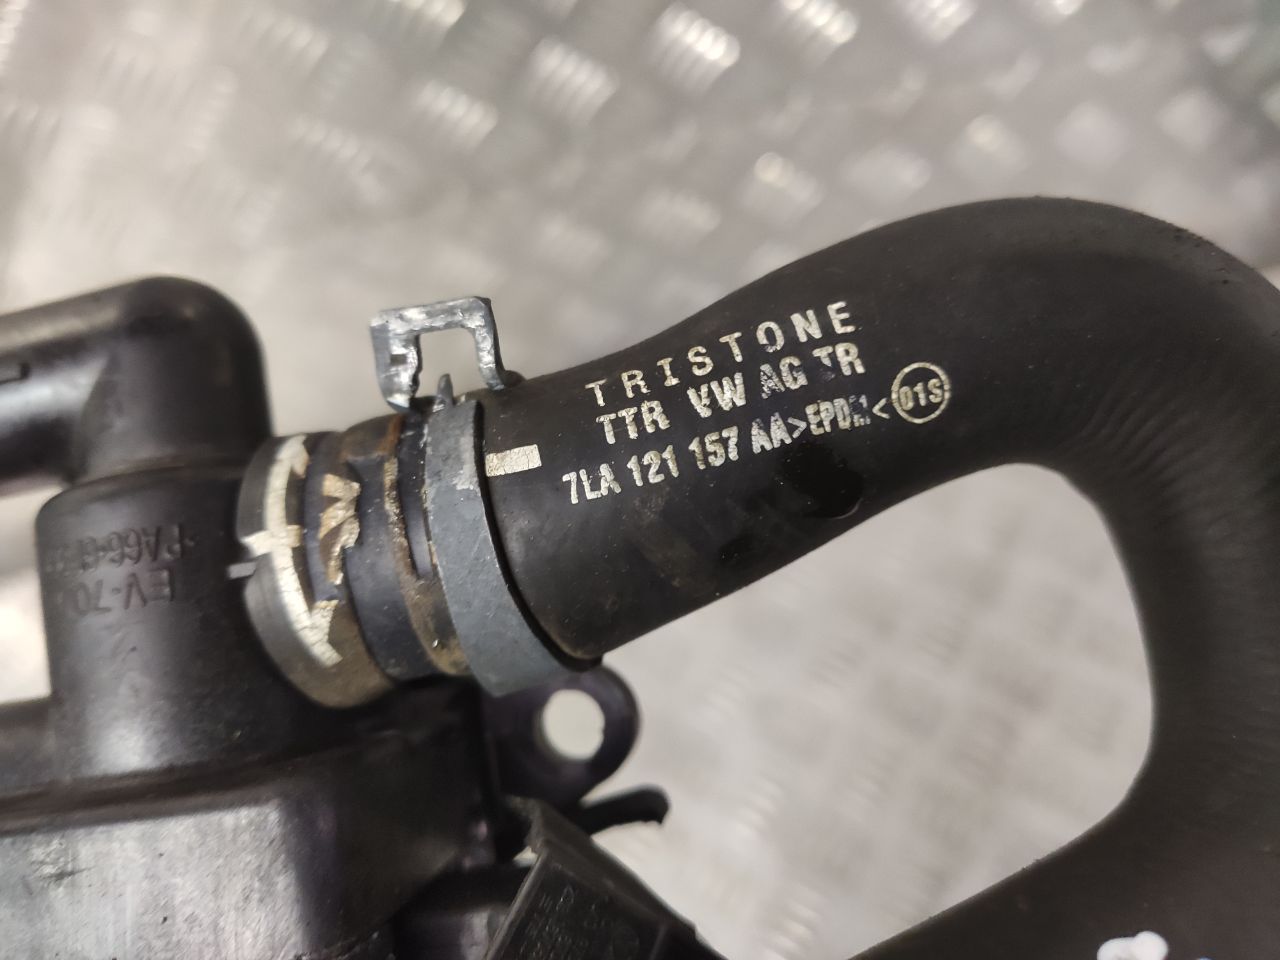 TRISTONE
TTR VW AG TR
7LA 121 157 AA>EPDM< 01S